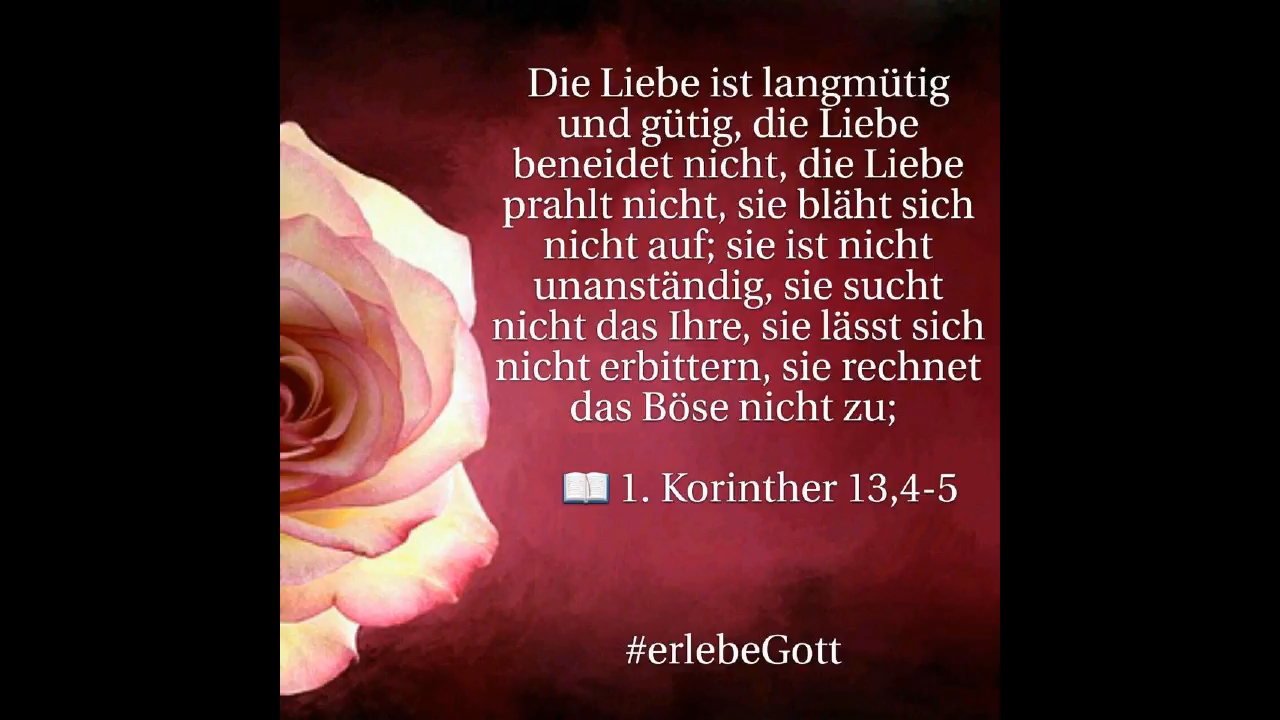 Die Liebe ist langmütig
und gütig, die Liebe
beneidet nicht, die Liebe
prahlt nicht, sie bläht sich
nicht auf; sie ist nicht
unanständig, sie sucht
nicht das Ihre, sie lässt sich
nicht erbittern, sie rechnet
das Böse nicht zu;
📖 1. Korinther 13,4-5
#erlebeGott